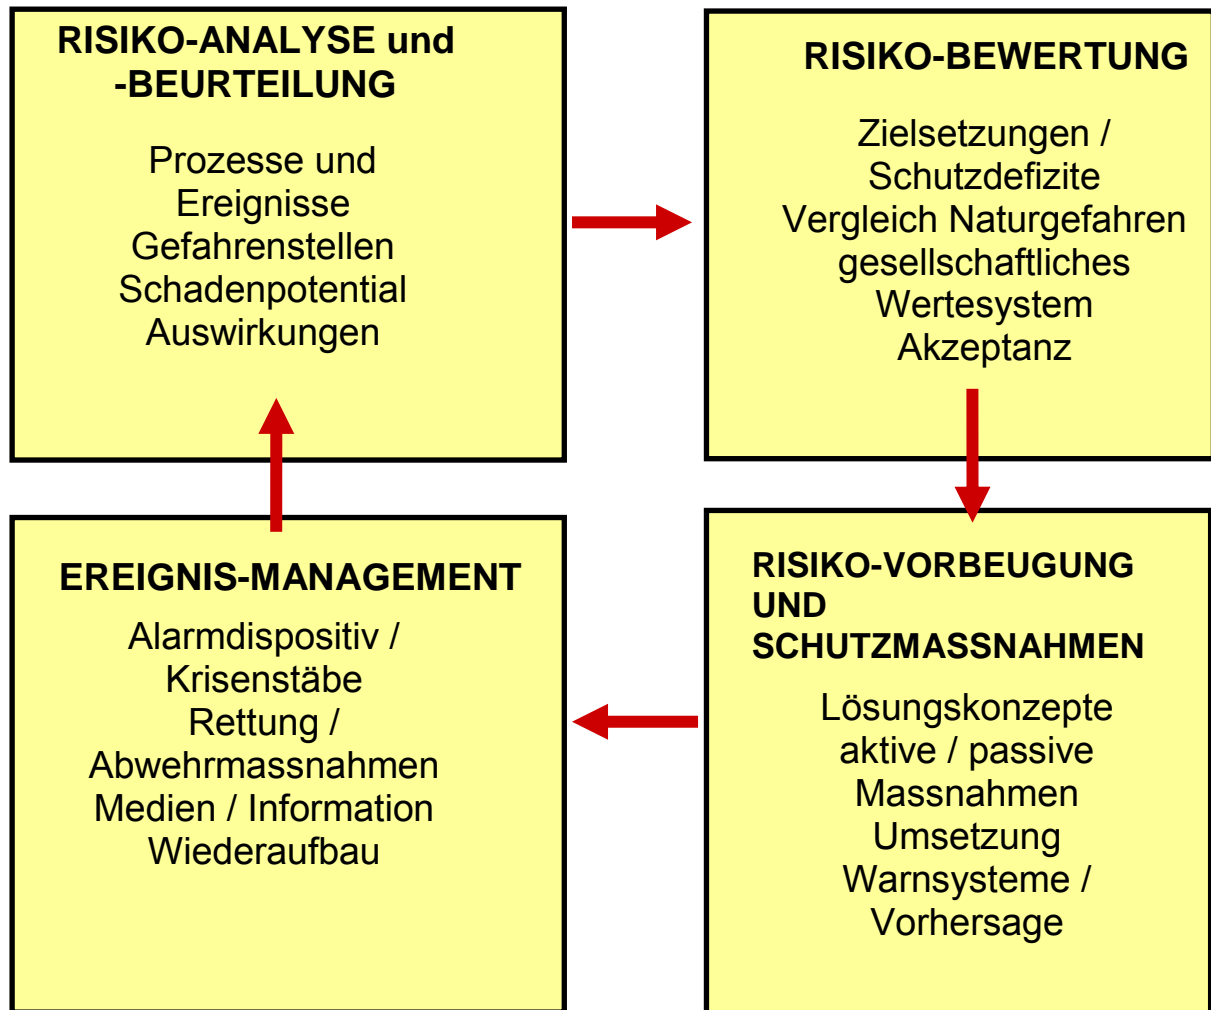 RISIKO-ANALYSE und
-BEURTEILUNG
Prozesse und
Ereignisse
Gefahrenstellen
Schadenpotential
Auswirkungen
RISIKO-BEWERTUNG
Zielsetzungen /
Schutzdefizite
Vergleich Naturgefahren
gesellschaftliches
Wertesystem
Akzeptanz
EREIGNIS-MANAGEMENT
Alarmdispositiv /
Krisenstäbe
Rettung /
Abwehrmassnahmen
Medien / Information
Wiederaufbau
RISIKO-VORBEUGUNG
UND
SCHUTZMASSNAHMEN
Lösungskonzepte
aktive / passive
Massnahmen
Umsetzung
Warnsysteme /
Vorhersage